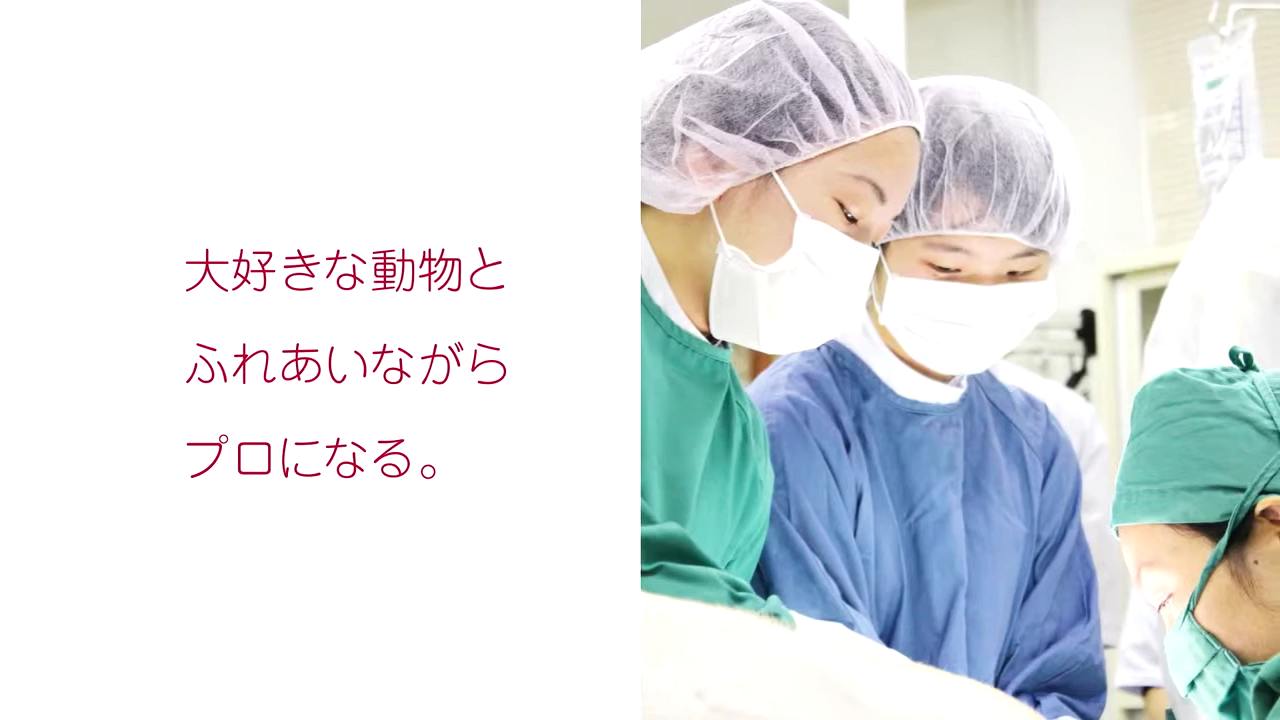 大好きな動物と
ふれあいながら
プロになる。